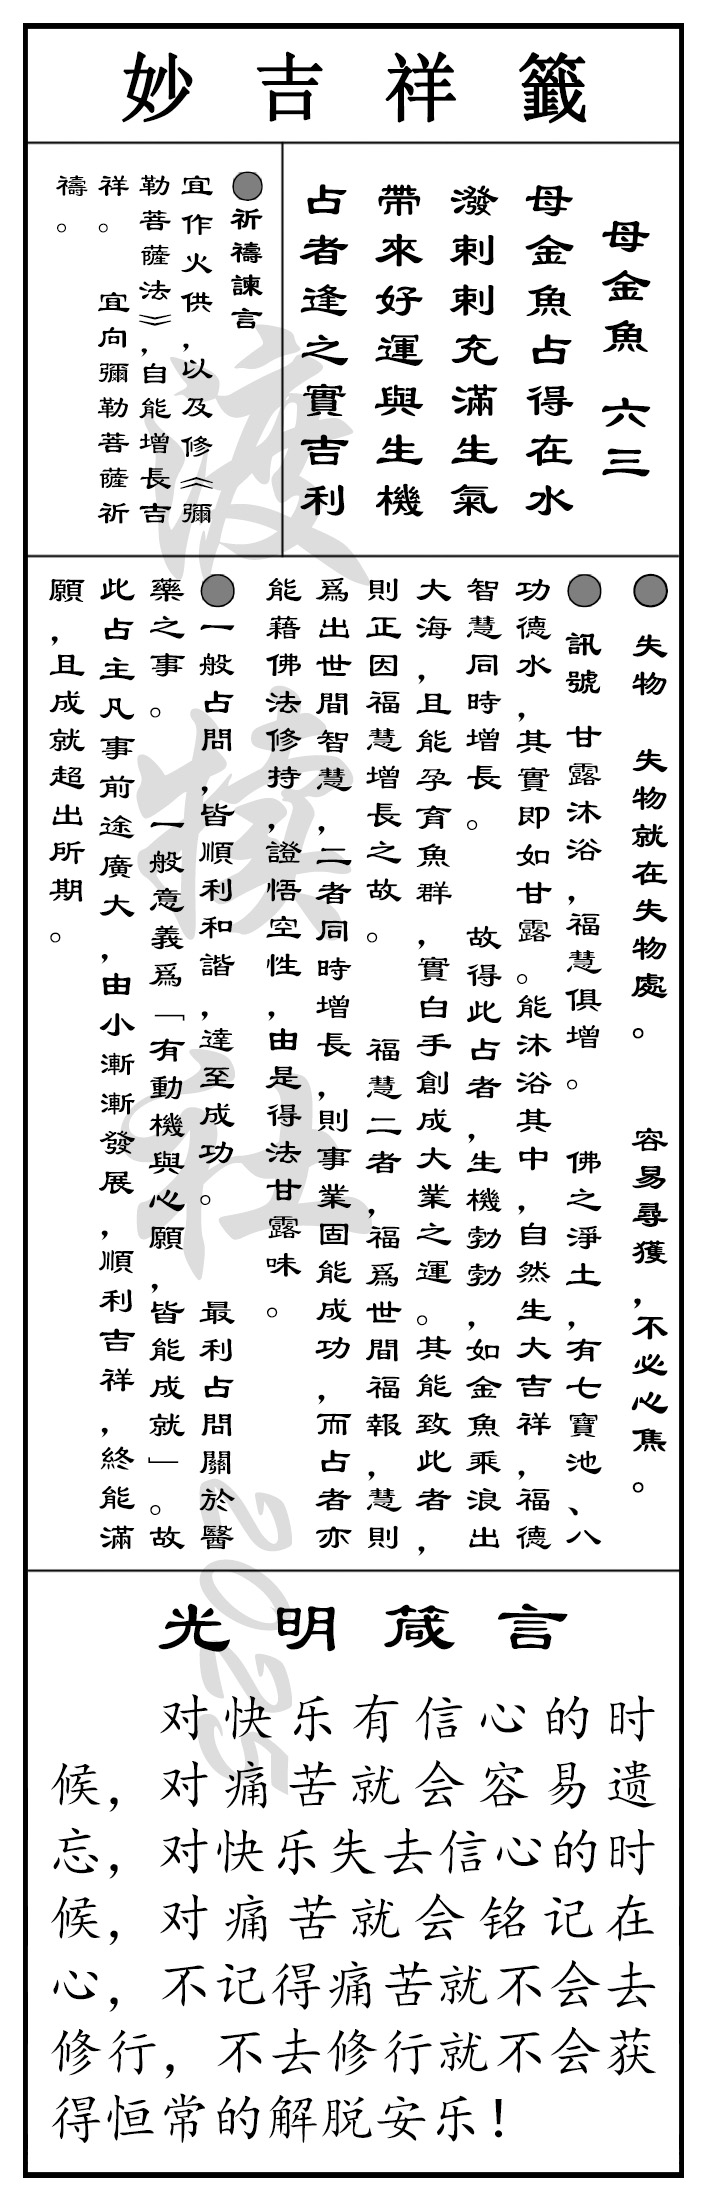 妙吉祥籤
母金魚 六三
母金魚占得在水
潑剌剌充滿生氣
帶來好運與生機
占者逢之實吉利
●祈禱諫言
宜作火供，以及修《彌
勒菩薩法》，自能增長吉
祥。 宜向彌勒菩薩祈
禱。
● 失物 失物就在失物處。 容易尋獲，不必心焦。
● 訊號 甘露沐浴，福慧俱增。 佛之淨土，有七寶池、八
功德水，其實即如甘露。能沐浴其中，自然生大吉祥，福德
智慧同時增長。 故得此占者，生機勃勃，如金魚乘浪出
大海，且能孕育魚群，實白手創成大業之運。其能致此者，
則正因福慧增長之故。 福慧二者，福爲世間福報，慧則
爲出世間智慧，二者同時增長，則事業固能成功，而占者亦
能藉佛法修持，證悟空性，由是得法甘露味。
●一般占問，皆順利和諧，達至成功。 最利占問關於醫
藥之事。 一般意義爲「有動機與心願，皆能成就」。故
此占主凡事前途廣大，由小漸漸發展，順利吉祥，終能滿
願，且成就超出所期。
光明箴言
对快乐有信心的时
候，对痛苦就会容易遗
忘，对快乐失去信心的时
候，对痛苦就会铭记在
心，不记得痛苦就不会去
修行，不去修行就不会获
得恒常的解脱安乐！
渡犊社 2025